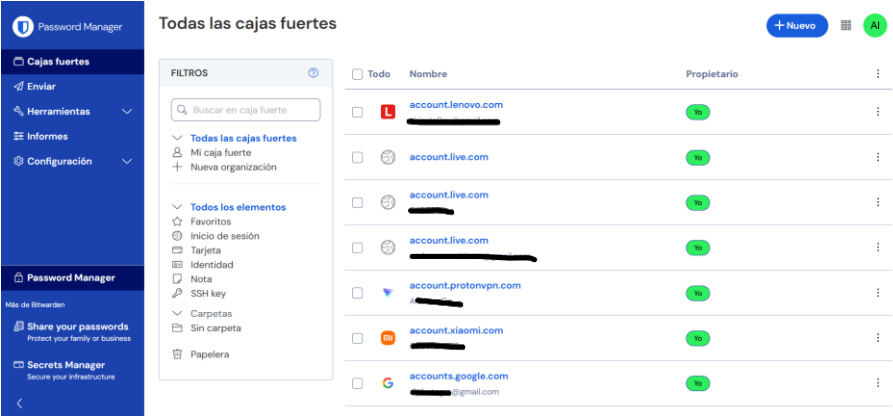 Password Manager
Cajas fuertes
Enviar
Herramientas
Informes
Configuración
Password Manager
Más de Bitwarden
Share your passwords
Protect your family or business
Secrets Manager
Secure your infrastructure
Todas las cajas fuertes
Nuevo
AI
FILTROS
Buscar en caja fuerte
Todas las cajas fuertes
Mi caja fuerte
Nueva organización
Todos los elementos
Favoritos
Inicio de sesión
Tarjeta
Identidad
Nota
SSH key
Carpetas
Sin carpeta
Papelera
Todo Nombre Propietario
account.lenovo.com Yo
account.live.com Yo
account.live.com Yo
account.live.com Yo
account.protonvpn.com Yo
account.xiaomi.com Yo
accounts.google.com Yo
@gmail.com